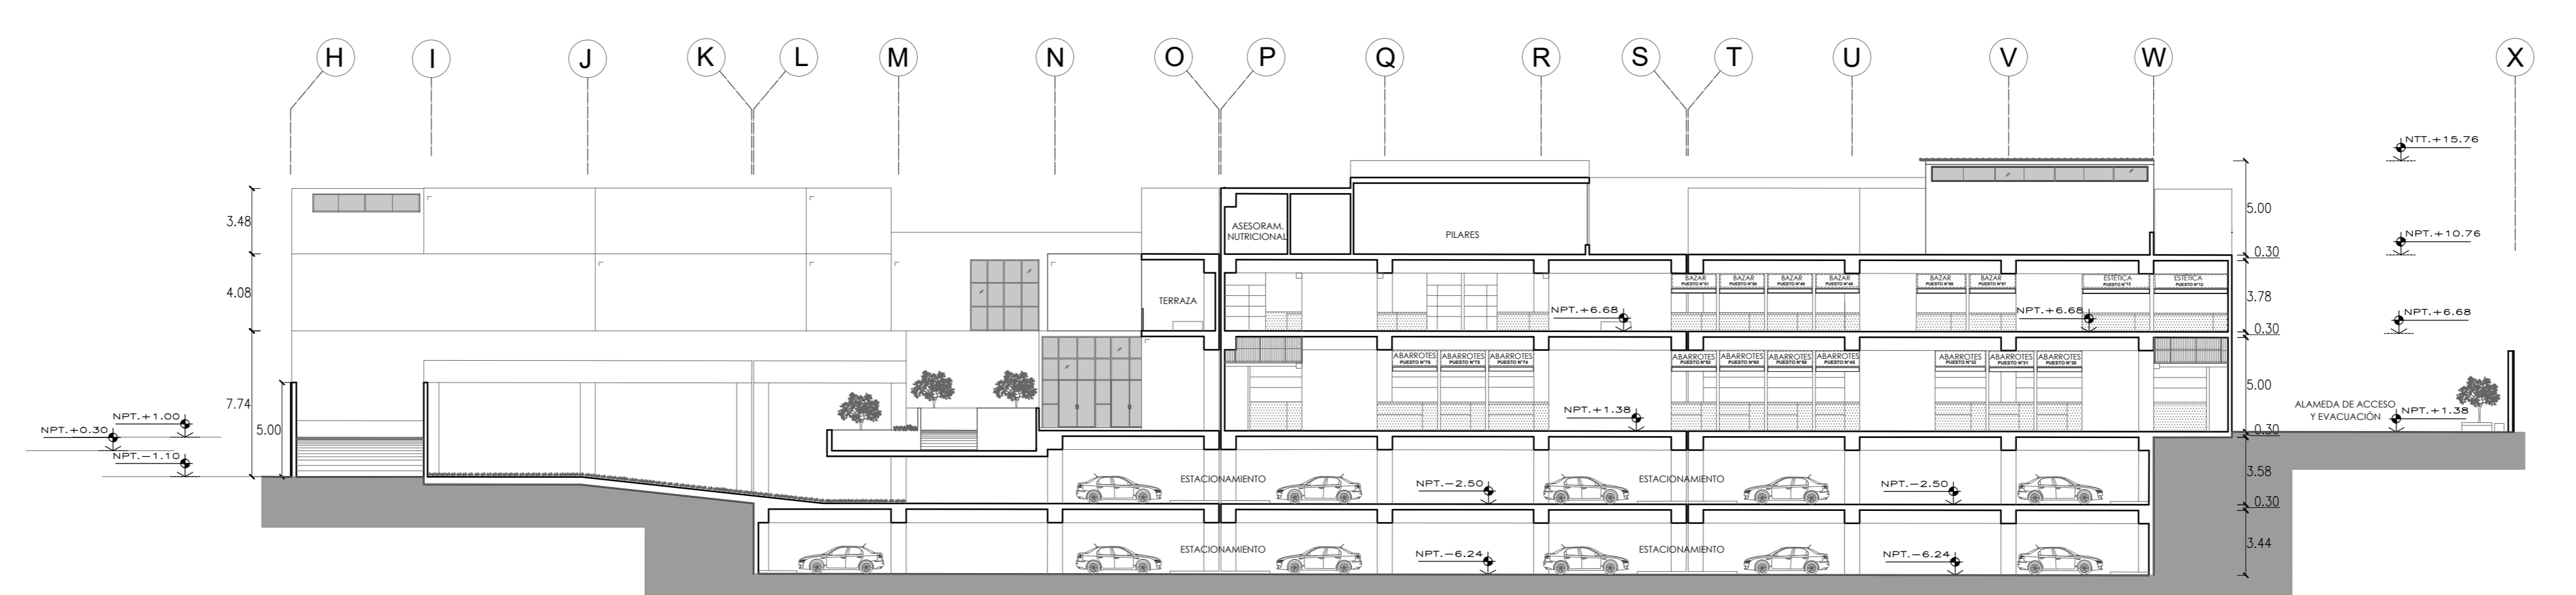 H I J K L M N O P Q R S T U V W X
NTT.+15.76
3.48
5.00
ASESORAM.
NUTRICIONAL
PILARES
NPT.+10.76
0.30
BAZAR BAZAR BAZAR BAZAR BAZAR BAZAR ESTÉTICA ESTÉTICA
4.08
TERRAZA
3.78
NPT.+6.68 NPT.+6.68 NPT.+6.68
0.30
ABARROTES ABARROTES ABARROTES ABARROTES ABARROTES ABARROTES ABARROTES ABARROTES ABARROTES ABARROTES
7.74
5.00
ALAMEDA DE ACCESO
Y EVACUACIÓN
NPT.+1.00
NPT.+1.38 NPT.+1.38
NPT.+0.30
5.00
0.30
NPT.-1.10
3.58
ESTACIONAMIENTO ESTACIONAMIENTO
NPT.-2.50 NPT.-2.50
0.30
ESTACIONAMIENTO ESTACIONAMIENTO
3.44
NPT.-6.24 NPT.-6.24